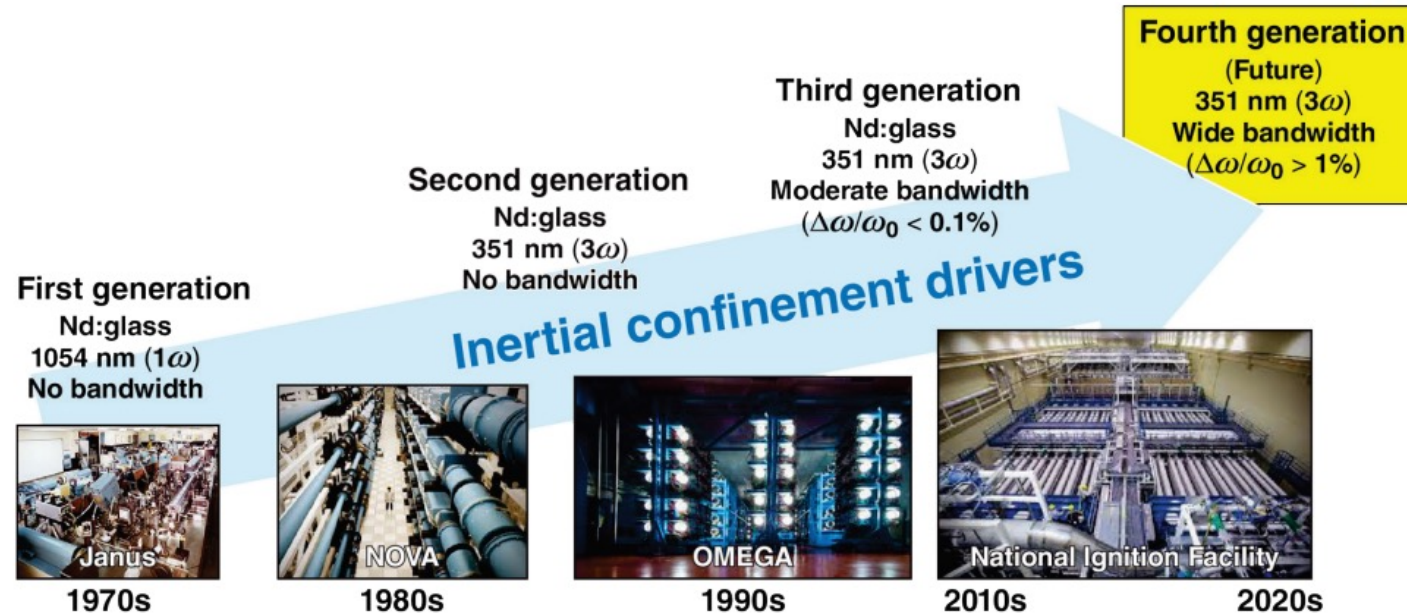 First generation
Nd:glass
1054 nm (1ω)
No bandwidth
Second generation
Nd:glass
351 nm (3ω)
No bandwidth
Third generation
Nd:glass
351 nm (3ω)
Moderate bandwidth
(Δω/ω₀ < 0.1%)
Fourth generation
(Future)
351 nm (3ω)
Wide bandwidth
(Δω/ω₀ > 1%)
Inertial confinement drivers
Janus
NOVA
OMEGA
National Ignition Facility
1970s
1980s
1990s
2010s
2020s